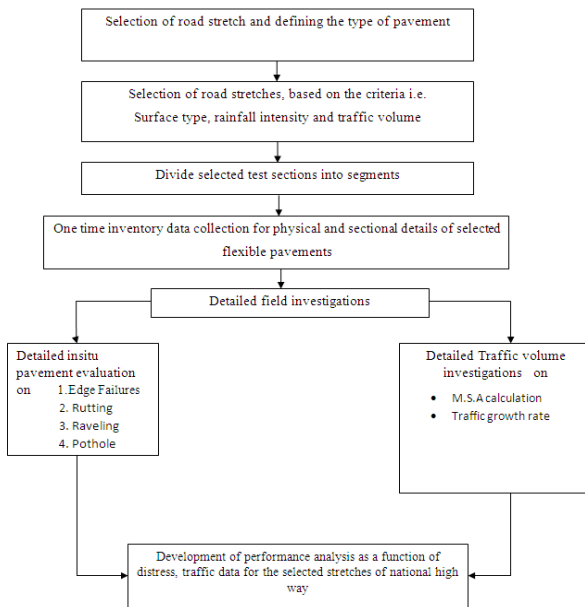 Selection of road stretch and defining the type of pavement
Selection of road stretches, based on the criteria i.e.
Surface type, rainfall intensity and traffic volume
Divide selected test sections into segments
One time inventory data collection for physical and sectional details of selected
flexible pavements
Detailed field investigations
Detailed insitu
pavement evaluation
on 1.Edge Failures
2. Rutting
3. Raveling
4. Pothole
Detailed Traffic volume
investigations on
• M.S.A calculation
• Traffic growth rate
Development of performance analysis as a function of
distress, traffic data for the selected stretches of national high
way